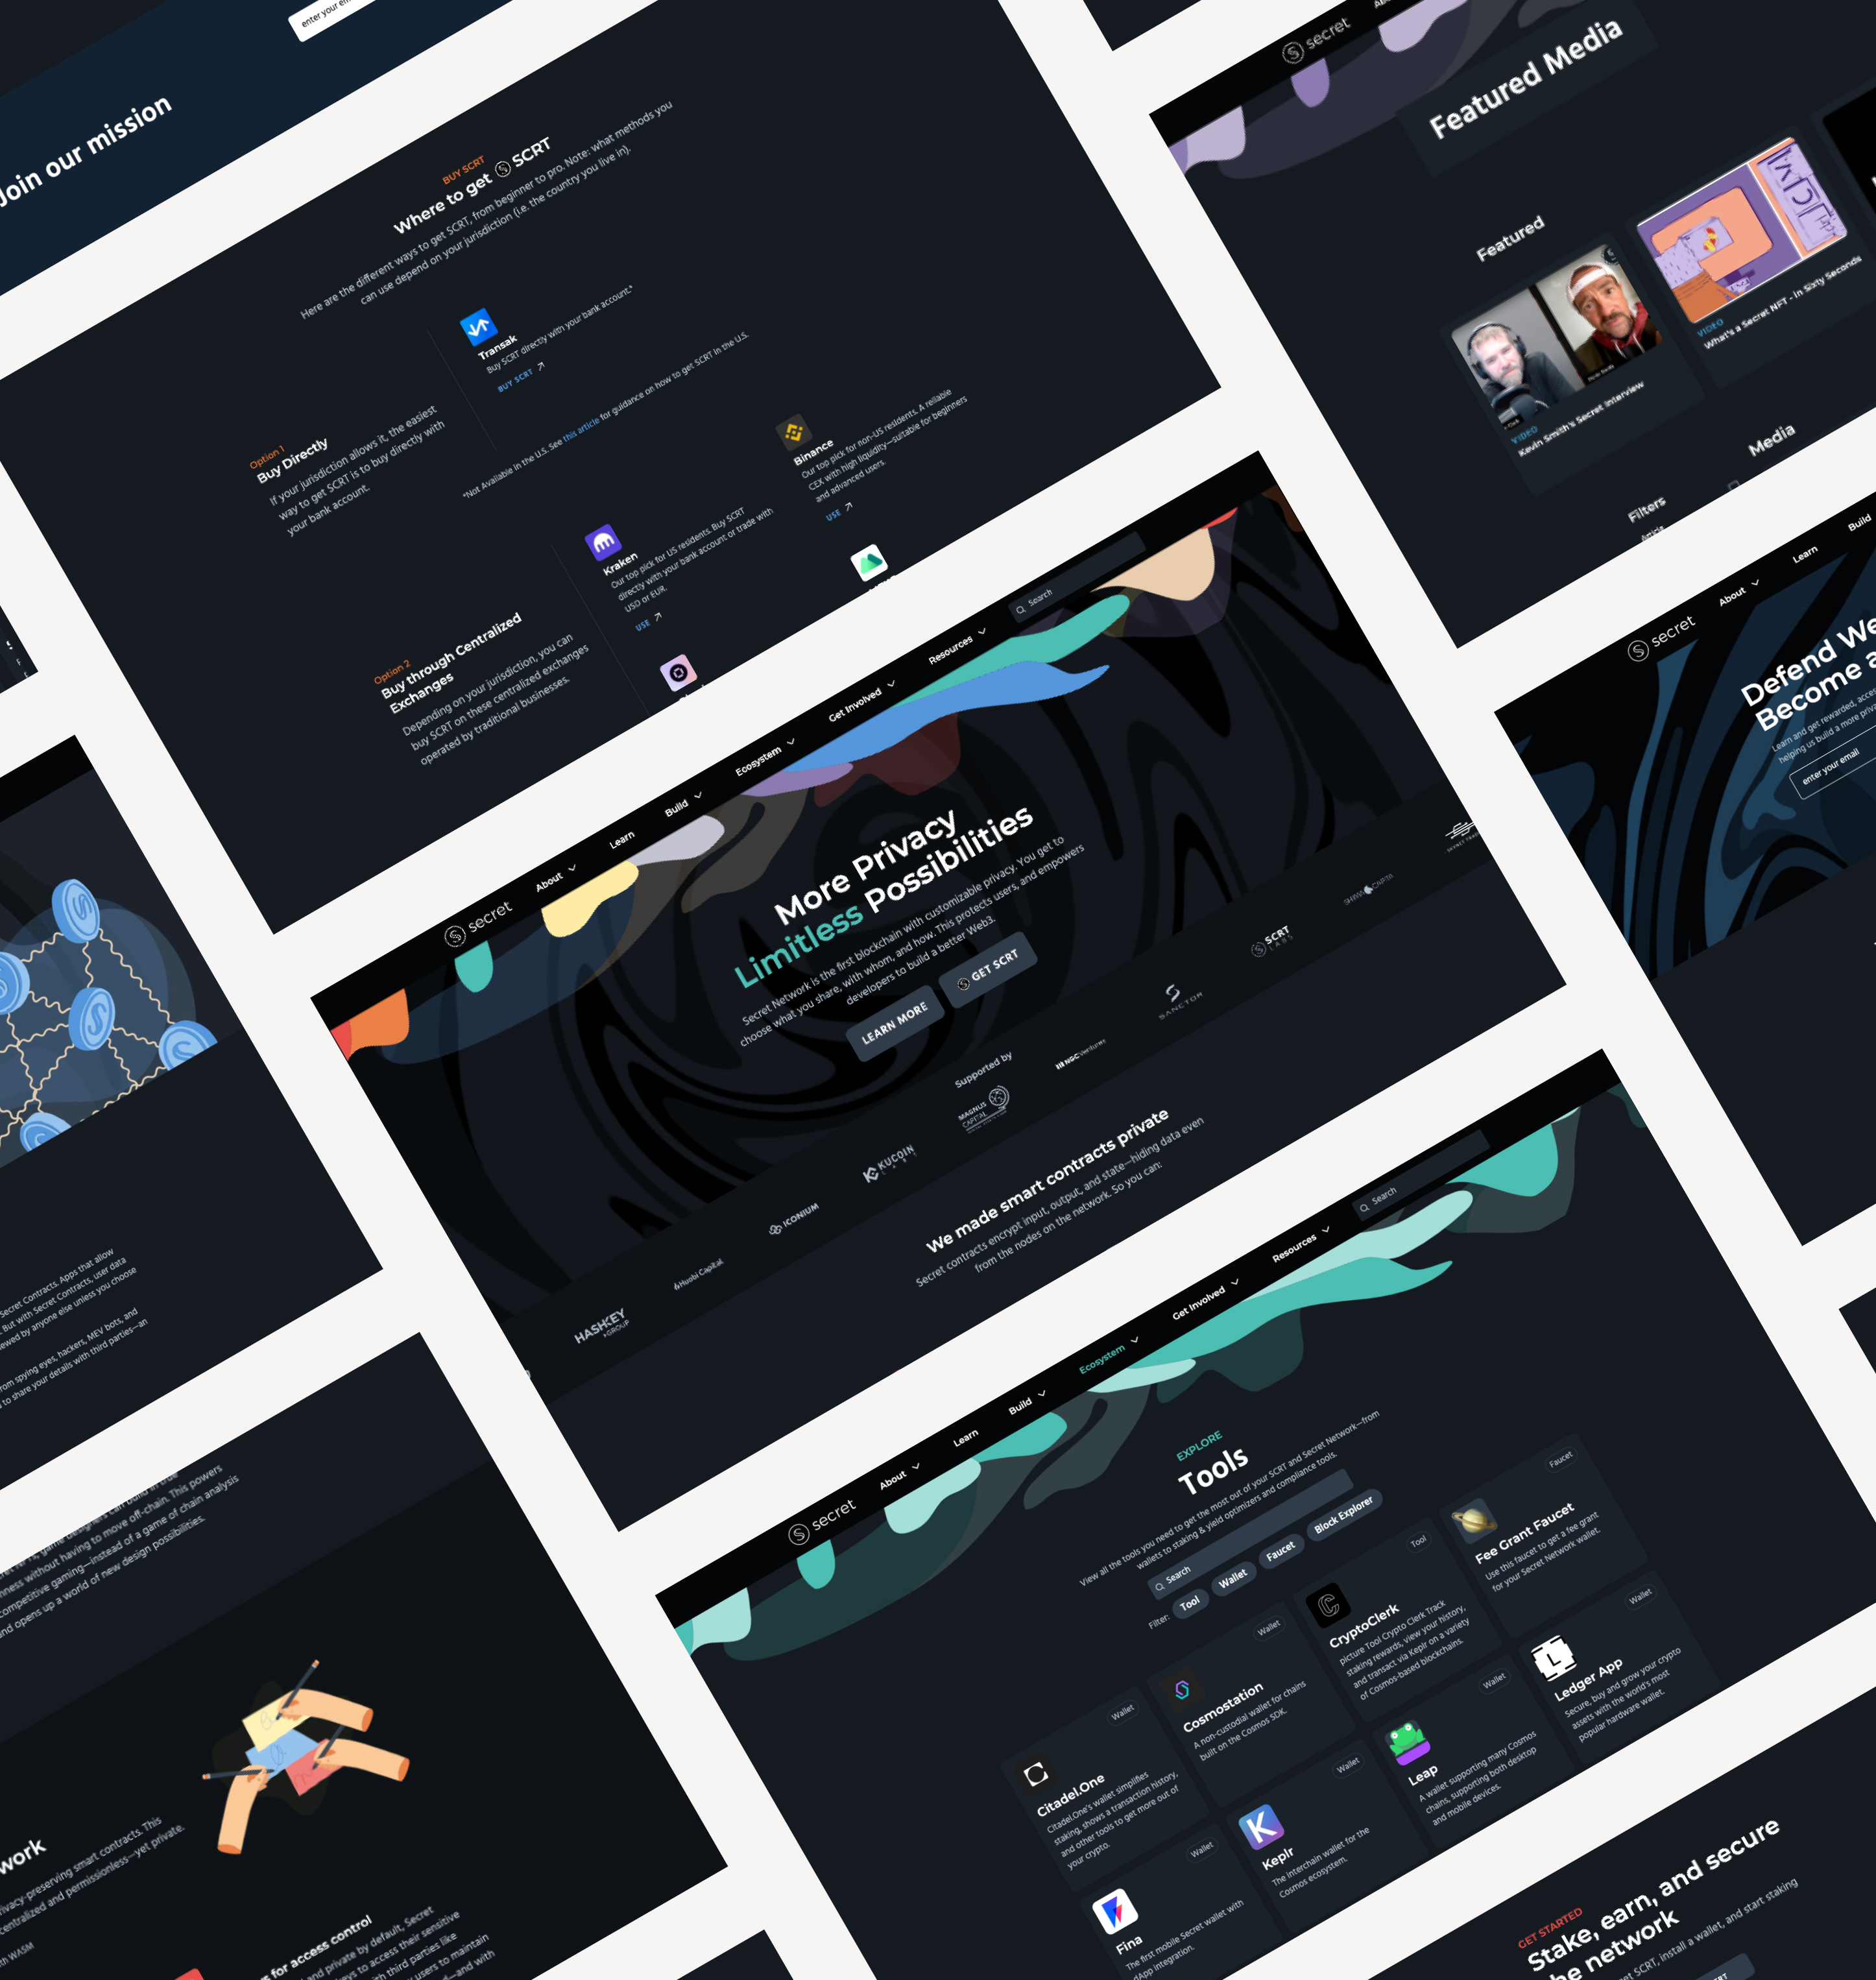 enter your em
Join our mission
BUY SCRT
Where to get SCRT
Here are the different ways to get SCRT, from beginner to pro. Note: what methods you
can use depend on your jurisdiction (i.e. the country you live in).
Option 1
Buy Directly
If your jurisdiction allows it, the easiest
way to get SCRT is to buy directly with
your bank account.
Transak
Buy SCRT directly with your bank account.*
BUY SCRT
*Not Available in the U.S. See this article for guidance on how to get SCRT in the U.S.
Option 2
Buy through Centralized
Exchanges
Depending on your jurisdiction, you can
buy SCRT on these centralized exchanges
operated by traditional businesses.
Kraken
Our top pick for US residents. Buy SCRT
directly with your bank account or trade with
USD or EUR.
USE
Binance
Our top pick for non-US residents. A reliable
CEX with high liquidity—suitable for beginners
and advanced users.
USE
secret
Featured Media
Featured
VIDEO
Kevin Smith's Secret Interview
VIDEO
What's a Secret NFT - in Sixty Seconds
Media
Filters
Article
secret
About
Learn
Build
Ecosystem
Get Involved
Resources
Search
More Privacy
Limitless Possibilities
Secret Network is the first blockchain with customizable privacy. You get to
choose what you share, with whom, and how. This protects users, and empowers
developers to build a better Web3.
LEARN MORE
GET SCRT
Supported by
HASHKEY
GROUP
Huobi Capital
ICONIUM
KUCOIN
LABS
MAGNUS
CAPITAL
NGC Ventures
SANCTOR
SCRT
LABS
SHIMA CAPITA
We made smart contracts private
Secret contracts encrypt input, output, and state—hiding data even
from the nodes on the network. So you can:
secret
About
Learn
Build
Defend We
Become a
Learn and get rewarded, acces
helping us build a more priva
enter your email
secret
About
Learn
Build
Ecosystem
Get Involved
Resources
Search
EXPLORE
Tools
View all the tools you need to get the most out of your SCRT and Secret Network—from
wallets to staking & yield optimizers and compliance tools.
Search
Filter:
Tool
Wallet
Faucet
Block Explorer
Wallet
Citadel.One
Citadel.One's wallet simplifies
staking, shows a transaction history,
and other tools to get more out of
your crypto.
Wallet
Cosmostation
A non-custodial wallet for chains
built on the Cosmos SDK.
Tool
CryptoClerk
picture Tool Crypto Clerk Track
staking rewards, view your history,
and transact via Keplr on a variety
of Cosmos-based blockchains.
Faucet
Fee Grant Faucet
Use this faucet to get a fee grant
for your Secret Network wallet.
Wallet
Fina
The first mobile Secret wallet with
dApp integration.
Wallet
Keplr
The interchain wallet for the
Cosmos ecosystem.
Wallet
Leap
A wallet supporting many Cosmos
chains, supporting both desktop
and mobile devices.
Wallet
Ledger App
Secure, buy and grow your crypto
assets with the world's most
popular hardware wallet.
GET STARTED
Stake, earn, and secure
he network
et SCRT, install a wallet, and start staking
Secret Contracts. Apps that allow
But with Secret Contracts, user data
ewed by anyone else unless you choose
om spying eyes, hackers, MEV bots, and
to share your details with third parties—an
ness without having to move off-chain. This powers
competitive gaming—instead of a game of chain analysis
nd opens up a world of new design possibilities.
work
ivacy-preserving smart contracts. This
centralized and permissionless—yet private.
th WASM
s for access control
and private by default, Secret
eys to access their sensitive
th third parties like
users to maintain
—and with